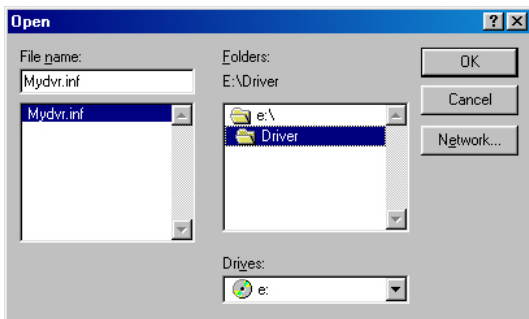 Open
File name:
Mydvr.inf
Mydvr.inf
Folders:
E:\Driver
e:\
Driver
Drives:
e:
OK
Cancel
Network...